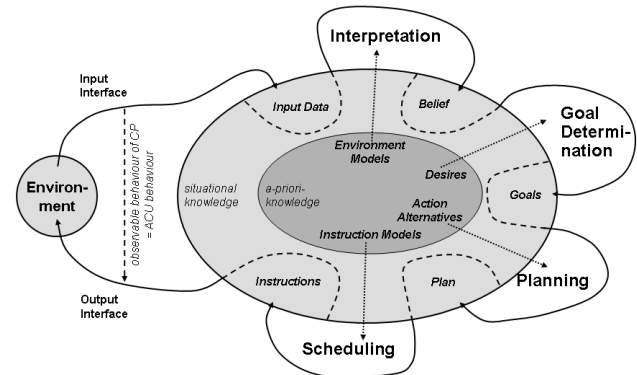 Interpretation
Input
Interface
Input Data
Belief
Goal
Determi-
nation
Environment
Models
Desires
Environ-
ment
observable behaviour of CP
= ACU behaviour
situational
knowledge
a-priori-
knowledge
Goals
Action
Alternatives
Instruction Models
Instructions
Plan
Planning
Output
Interface
Scheduling